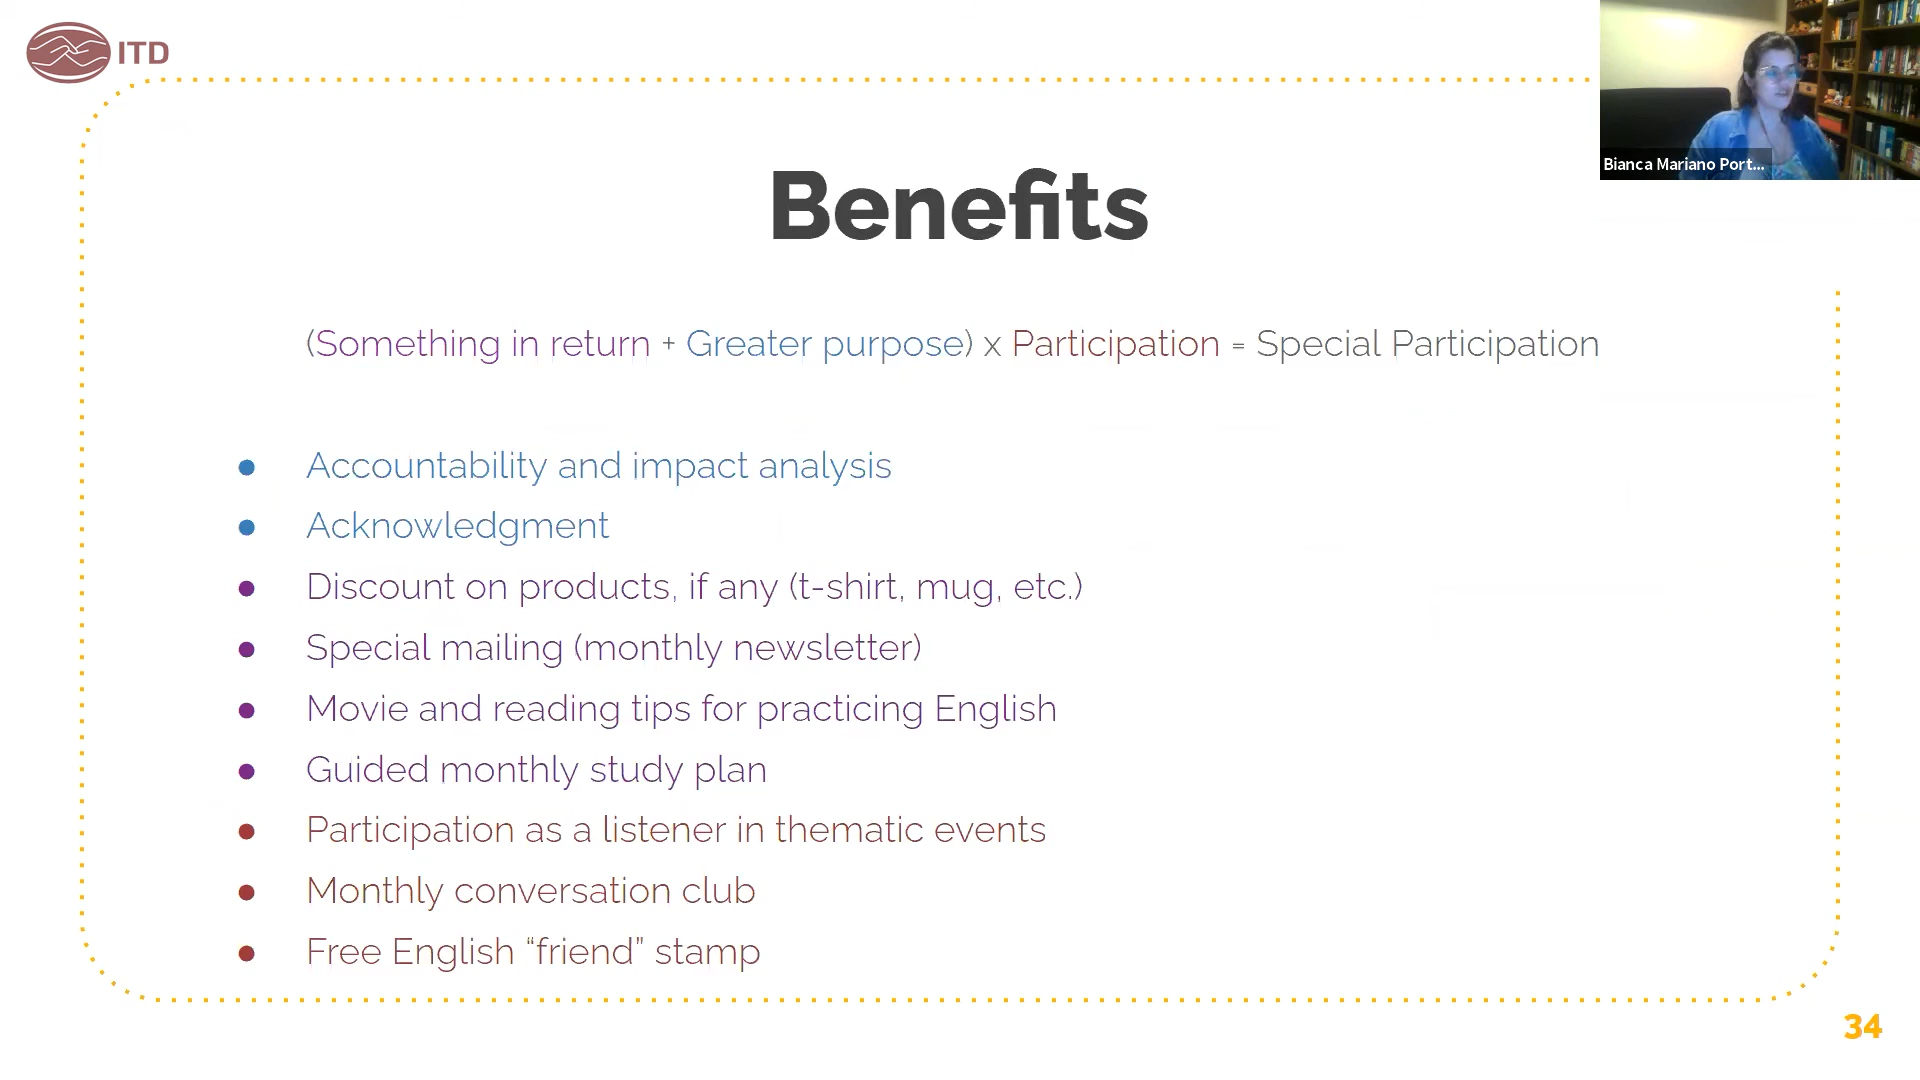 ITD
Bianca Mariano Port...
Benefits
(Something in return + Greater purpose) x Participation = Special Participation
● Accountability and impact analysis
● Acknowledgment
● Discount on products, if any (t-shirt, mug, etc.)
● Special mailing (monthly newsletter)
● Movie and reading tips for practicing English
● Guided monthly study plan
● Participation as a listener in thematic events
● Monthly conversation club
● Free English “friend” stamp
34